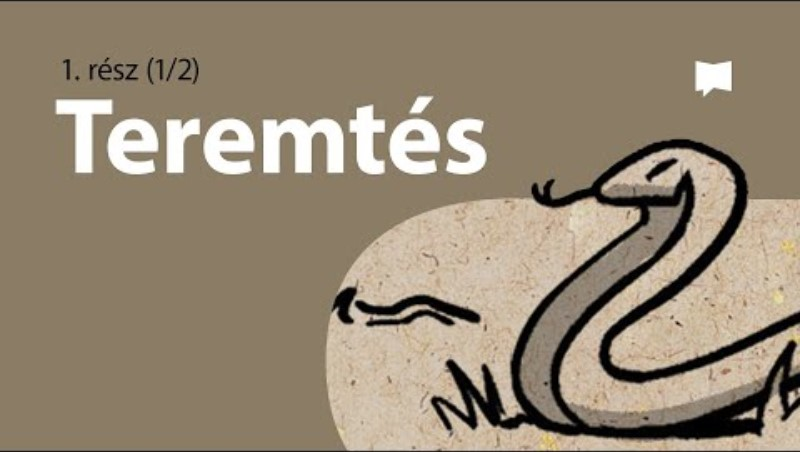 1. rész (1/2)
Teremtés